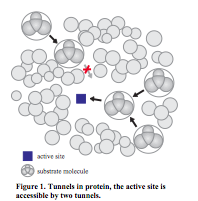 active site
substrate molecule
Figure 1. Tunnels in protein, the active site is
accessible by two tunnels.